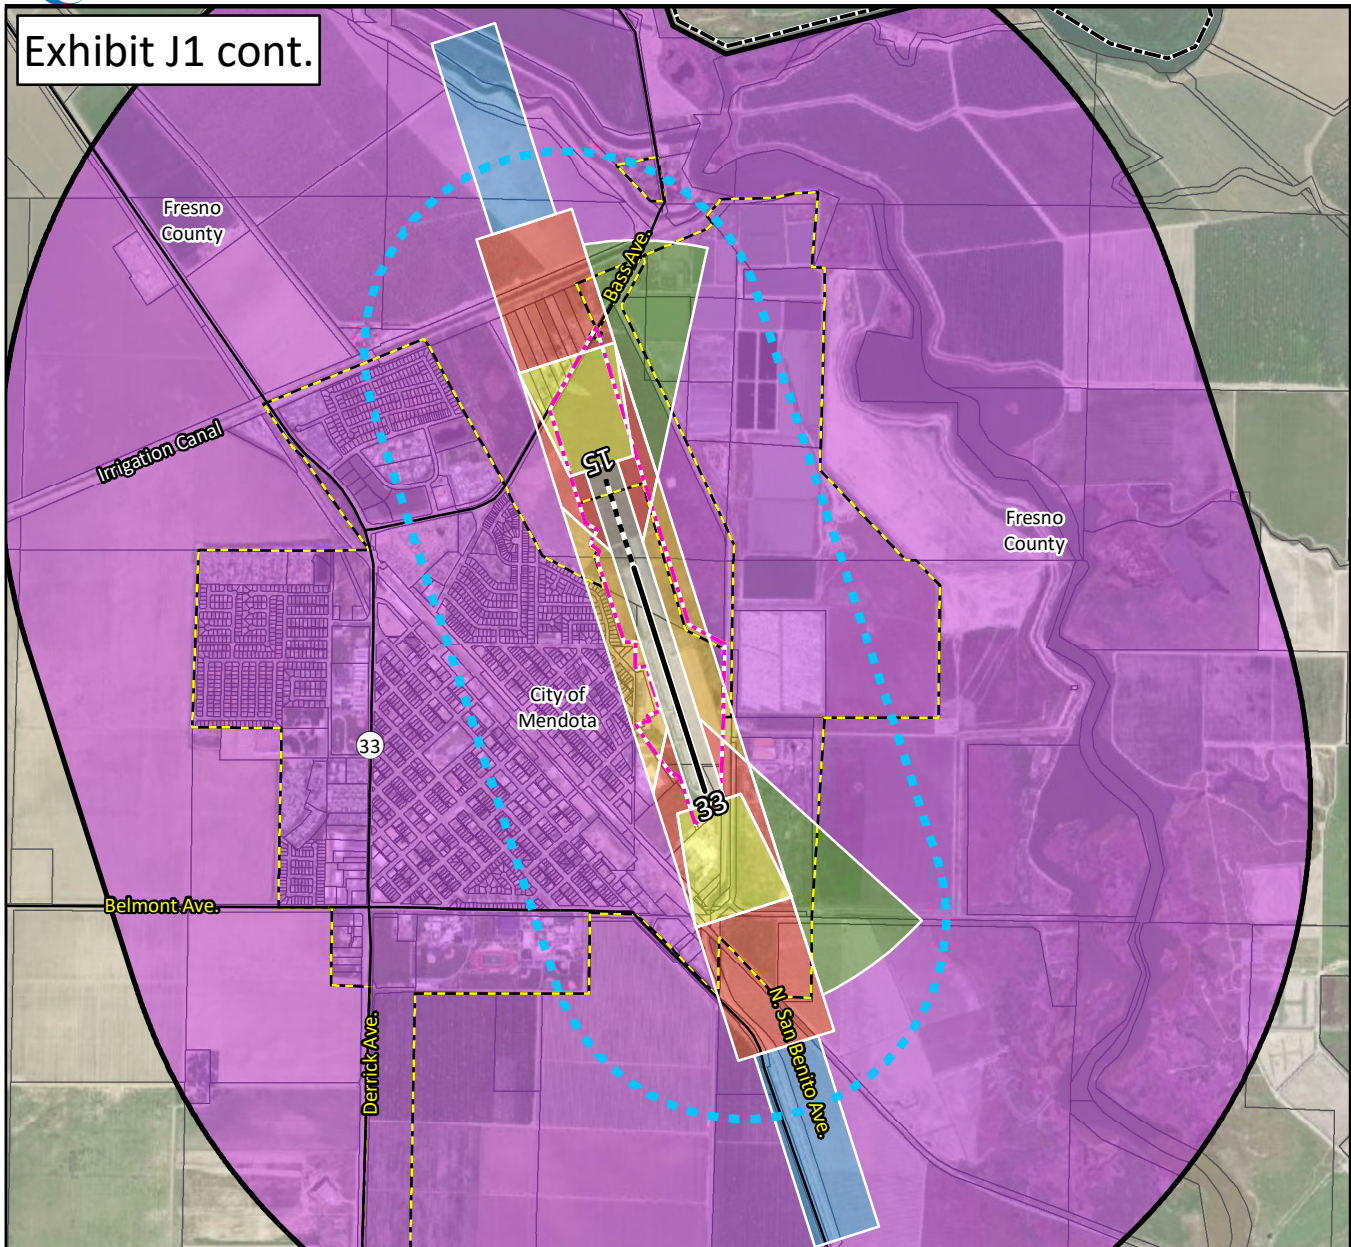 Exhibit J1 cont.
Fresno
County
Bass Ave.
Irrigation Canal
15
Fresno
County
City of
Mendota
33
33
Belmont Ave.
N. San Benito Ave.
Derrick Ave.